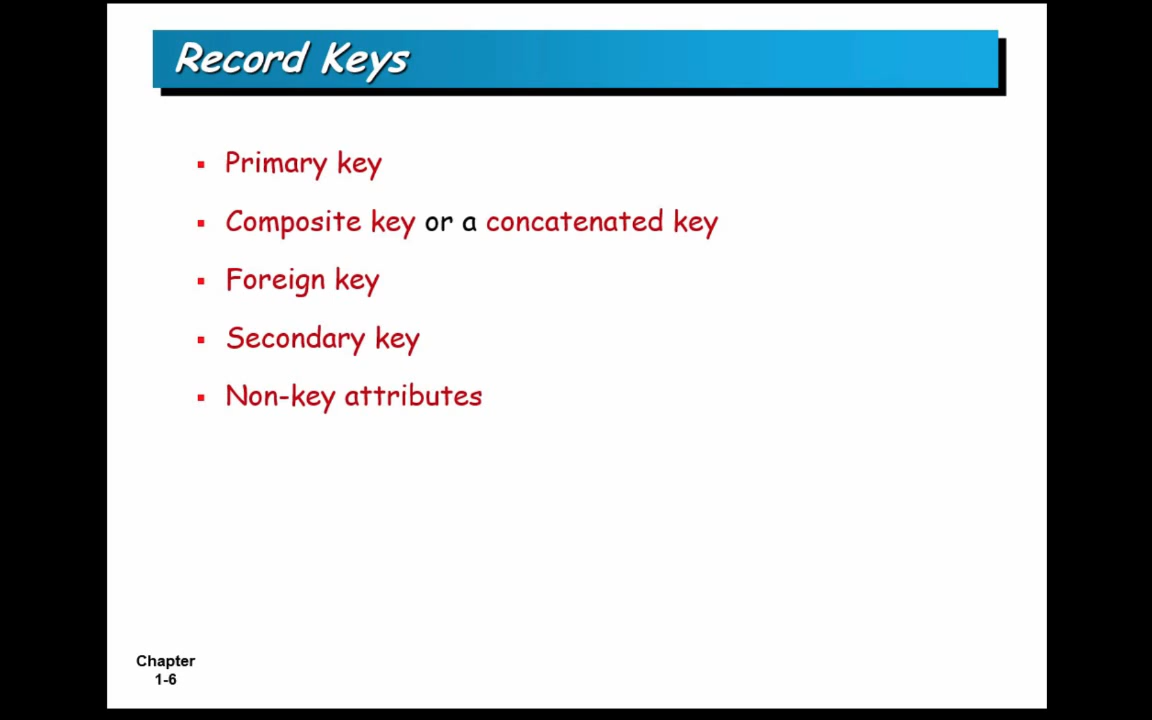 Record Keys
▪ Primary key
▪ Composite key or a concatenated key
▪ Foreign key
▪ Secondary key
▪ Non-key attributes
Chapter
1-6